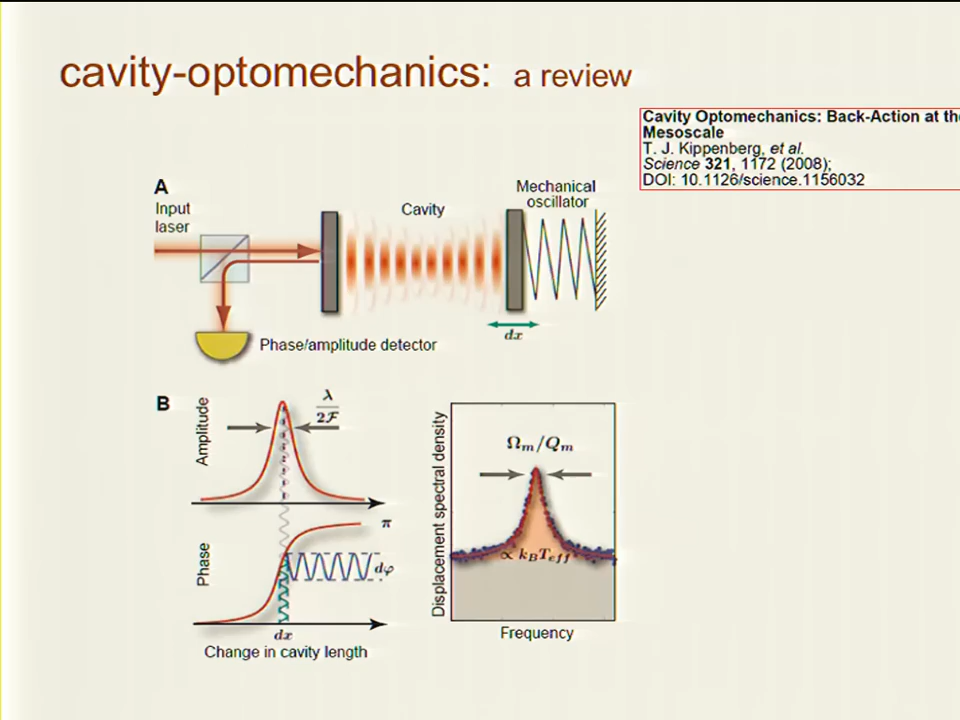 cavity-optomechanics: a review
Cavity Optomechanics: Back-Action at the
Mesoscale
T. J. Kippenberg, et al.
Science 321, 1172 (2008);
DOI: 10.1126/science.1156032
A
Input
laser
Cavity
Mechanical
oscillator
dx
Phase/amplitude detector
B
Amplitude
λ
2F
π
Phase
dφ
dx
Change in cavity length
Displacement spectral density
Ωm/Qm
∝ kBTeff
Frequency